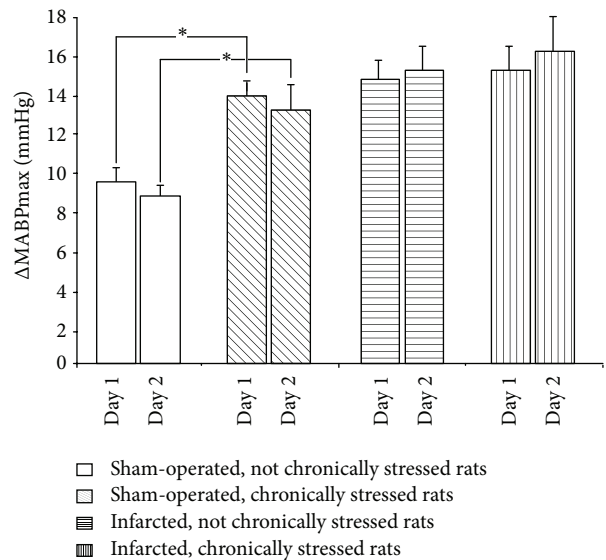 18
16
14
12
10
8
6
4
2
0
ΔMABPmax (mmHg)
*
*
Day 1
Day 2
Day 1
Day 2
Day 1
Day 2
Day 1
Day 2
Sham-operated, not chronically stressed rats
Sham-operated, chronically stressed rats
Infarcted, not chronically stressed rats
Infarcted, chronically stressed rats